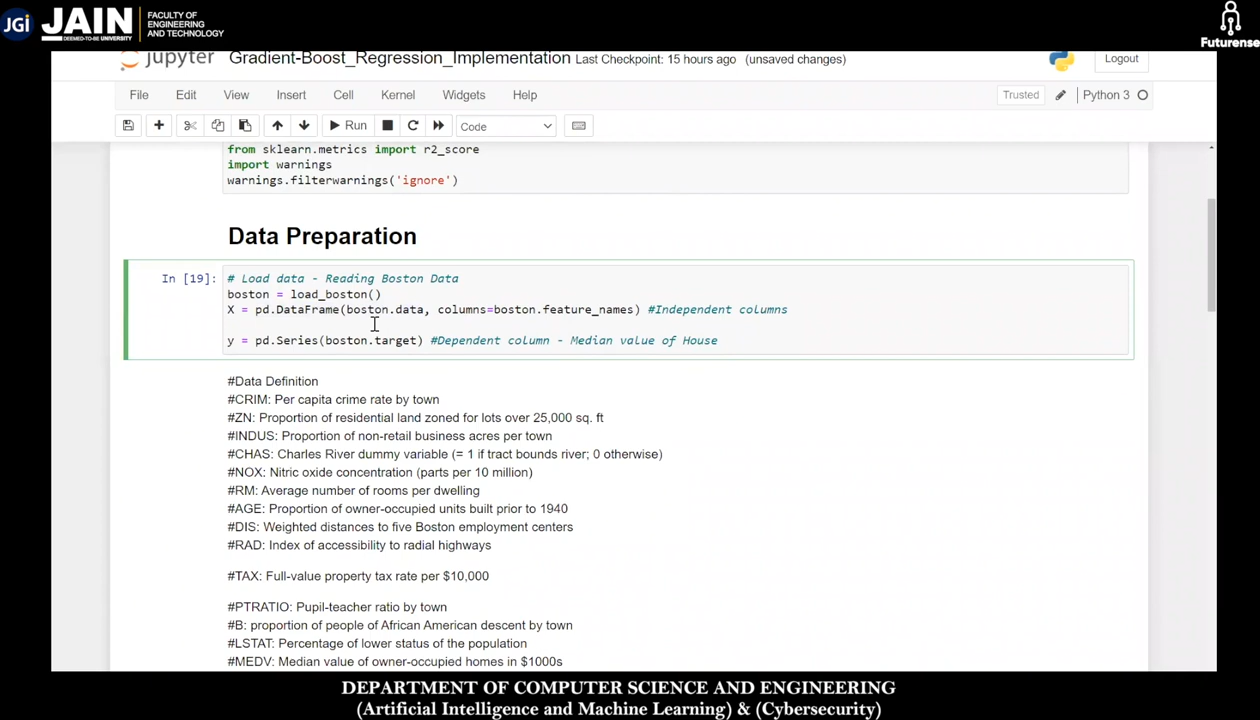 JGI JAIN DEEMED-TO-BE UNIVERSITY
FACULTY OF
ENGINEERING
AND TECHNOLOGY
Futurense
jupyter Gradient-Boost_Regression_Implementation Last Checkpoint: 15 hours ago (unsaved changes) Logout
File Edit View Insert Cell Kernel Widgets Help Trusted Python 3
Run Code
from sklearn.metrics import r2_score
import warnings
warnings.filterwarnings('ignore')
Data Preparation
In [19]: # Load data - Reading Boston Data
boston = load_boston()
X = pd.DataFrame(boston.data, columns=boston.feature_names) #Independent columns
y = pd.Series(boston.target) #Dependent column - Median value of House
#Data Definition
#CRIM: Per capita crime rate by town
#ZN: Proportion of residential land zoned for lots over 25,000 sq. ft
#INDUS: Proportion of non-retail business acres per town
#CHAS: Charles River dummy variable (= 1 if tract bounds river; 0 otherwise)
#NOX: Nitric oxide concentration (parts per 10 million)
#RM: Average number of rooms per dwelling
#AGE: Proportion of owner-occupied units built prior to 1940
#DIS: Weighted distances to five Boston employment centers
#RAD: Index of accessibility to radial highways
#TAX: Full-value property tax rate per $10,000
#PTRATIO: Pupil-teacher ratio by town
#B: proportion of people of African American descent by town
#LSTAT: Percentage of lower status of the population
#MEDV: Median value of owner-occupied homes in $1000s
DEPARTMENT OF COMPUTER SCIENCE AND ENGINEERING
(Artificial Intelligence and Machine Learning) & (Cybersecurity)